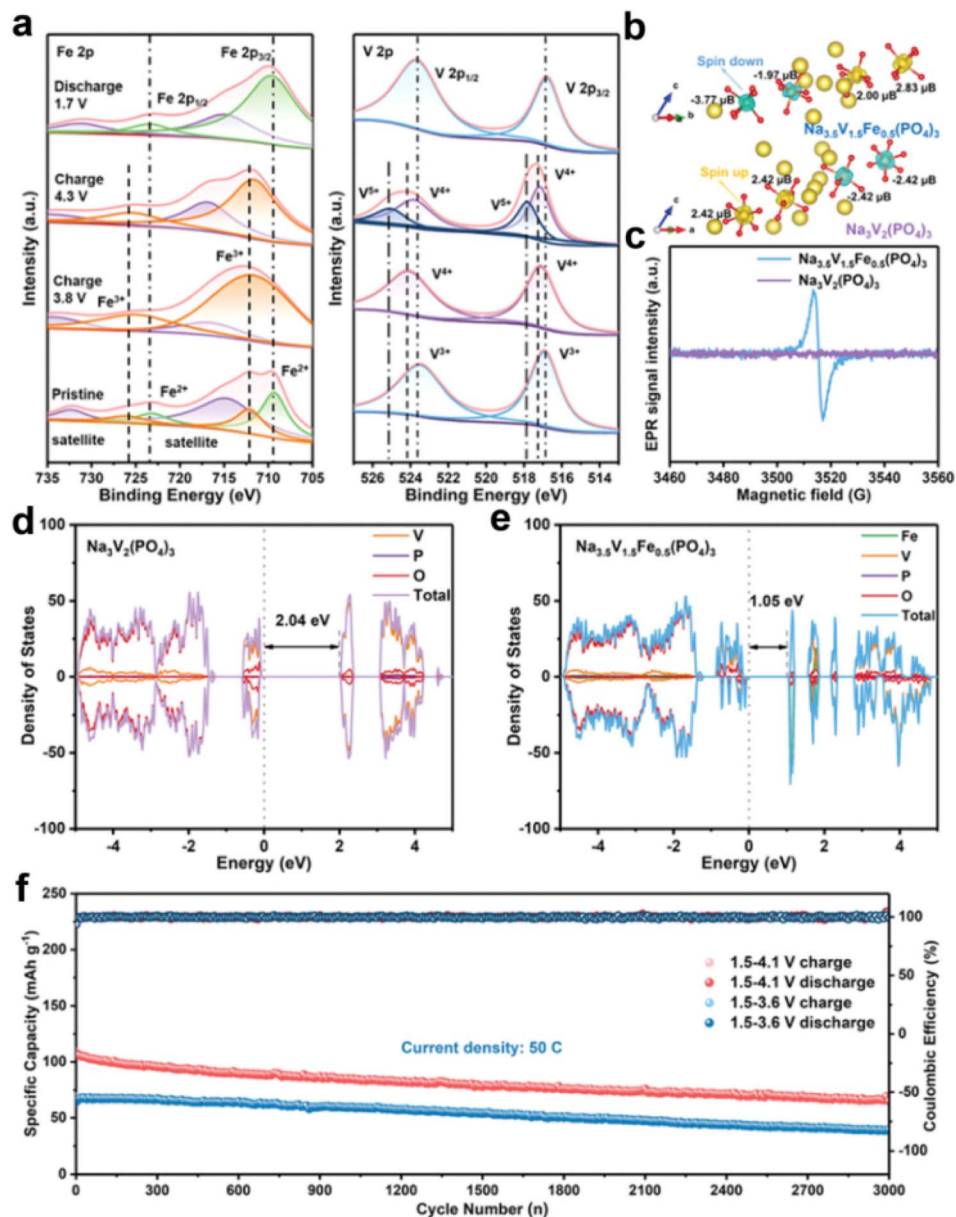 a
Fe 2p
Fe 2p3/2
Discharge
1.7 V
Fe 2p1/2
Charge
4.3 V
Fe3+
Charge
3.8 V
Fe3+
Fe2+
Fe2+
Pristine
satellite
satellite
735 730 725 720 715 710 705
Binding Energy (eV)
Intensity (a.u.)
V 2p
V 2p1/2
V 2p3/2
V5+
V4+
V4+
V5+
V4+
V4+
V3+
V3+
526 524 522 520 518 516 514
Binding Energy (eV)
Intensity (a.u.)
b
Spin down
-1.97 μB
2.83 μB
-3.77 μB
2.00 μB
c
b
Na3.5V1.5Fe0.5(PO4)3
Spin up
2.42 μB
-2.42 μB
2.42 μB
-2.42 μB
c
a
Na3V2(PO4)3
c
Na3.5V1.5Fe0.5(PO4)3
Na3V2(PO4)3
EPR signal intensity (a.u.)
3460 3480 3500 3520 3540 3560
Magnetic field (G)
d
Na3V2(PO4)3
V
P
O
Total
2.04 eV
100
50
0
-50
-100
Density of States
-4 -2 0 2 4
Energy (eV)
e
Na3.5V1.5Fe0.5(PO4)3
Fe
V
P
O
Total
1.05 eV
100
50
0
-50
-100
Density of States
-4 -2 0 2 4
Energy (eV)
f
250
200
150
100
50
0
Specific Capacity (mAh g-1)
1.5-4.1 V charge
1.5-4.1 V discharge
1.5-3.6 V charge
1.5-3.6 V discharge
Current density: 50 C
100
50
0
-50
-100
Coulombic Efficiency (%)
0 300 600 900 1200 1500 1800 2100 2400 2700 3000
Cycle Number (n)